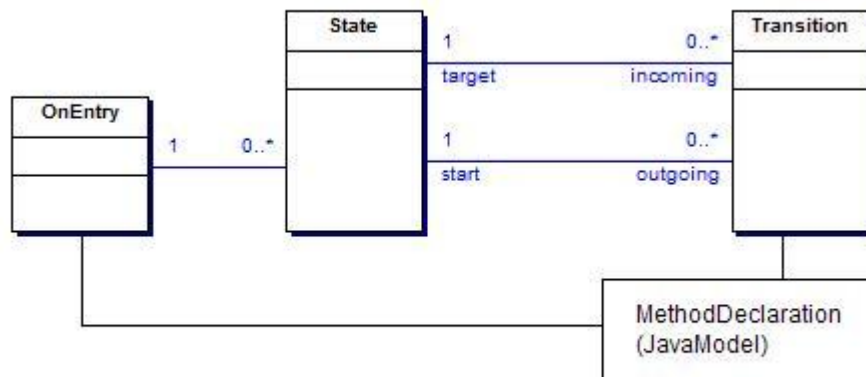 State
Transition
1
0..*
target
incoming
OnEntry
1
0..*
1
0..*
start
outgoing
MethodDeclaration
(JavaModel)